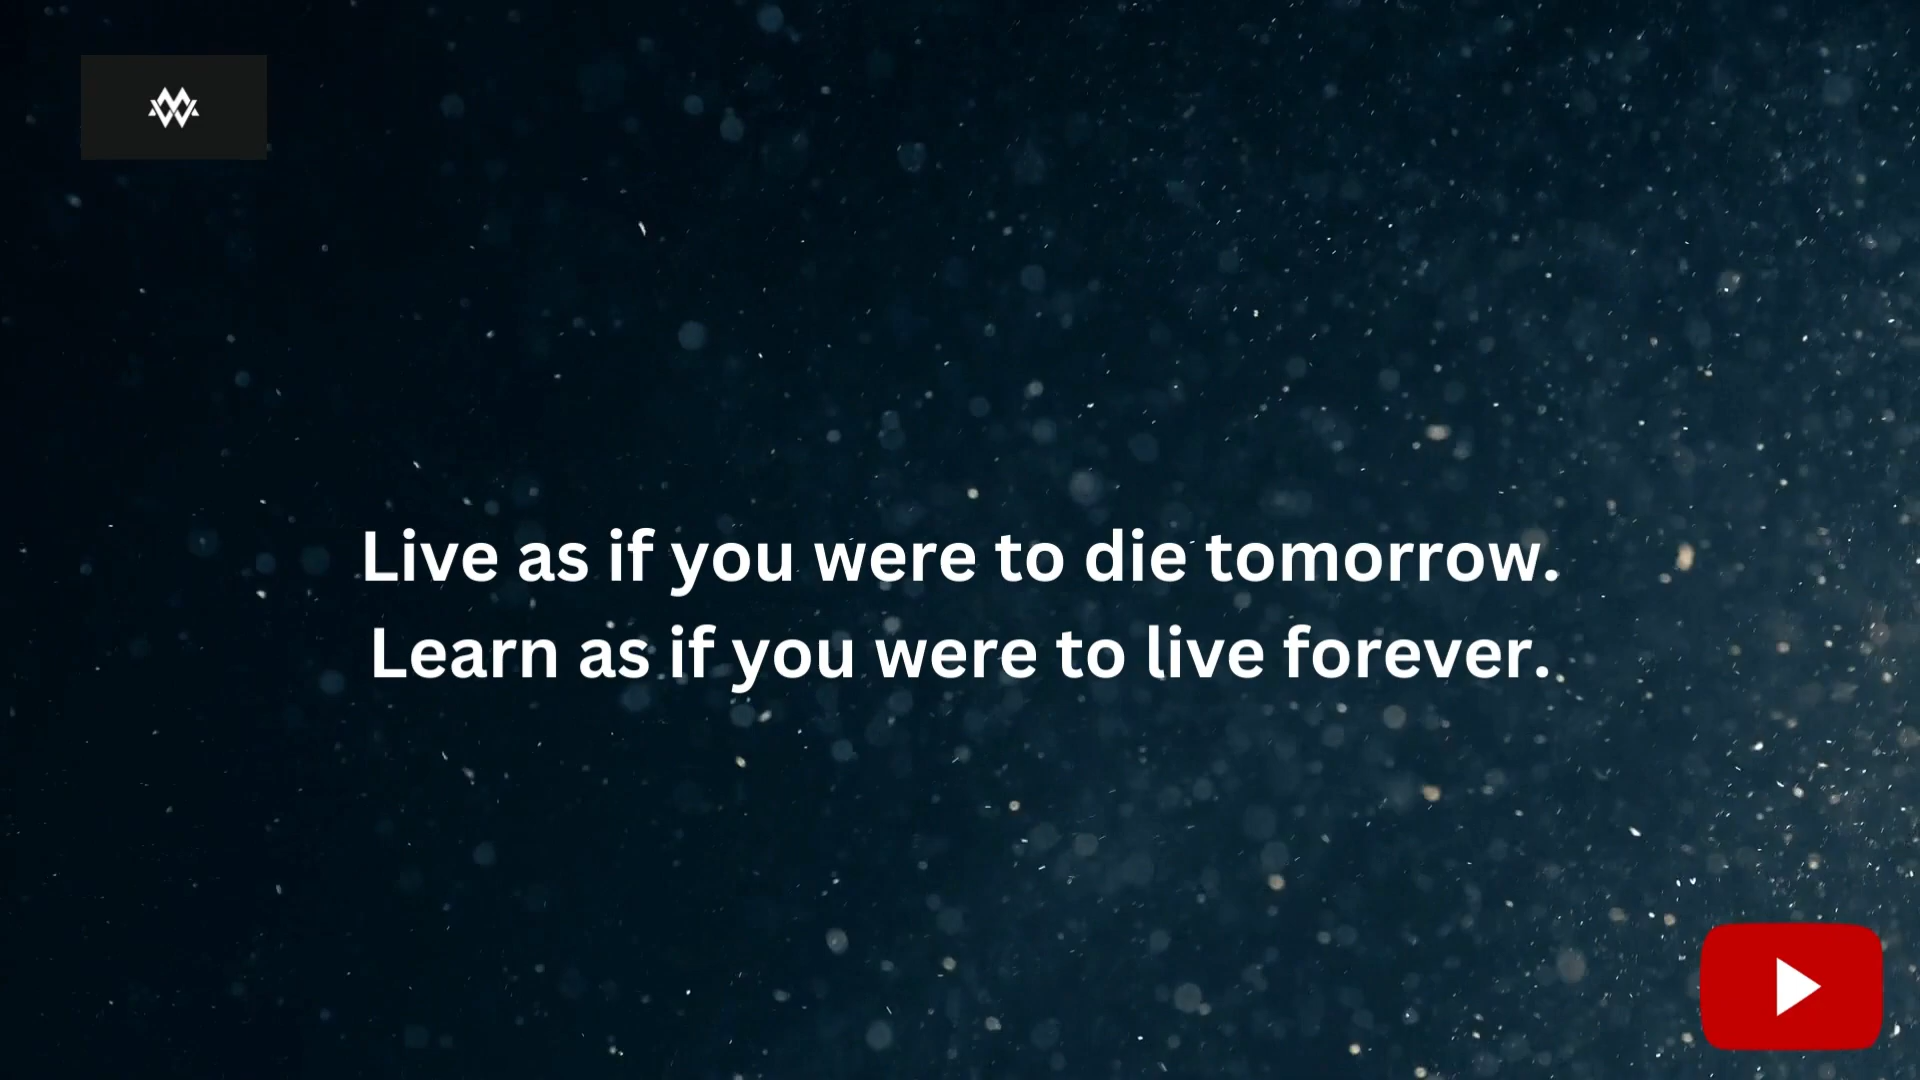 Live as if you were to die tomorrow.
Learn as if you were to live forever.